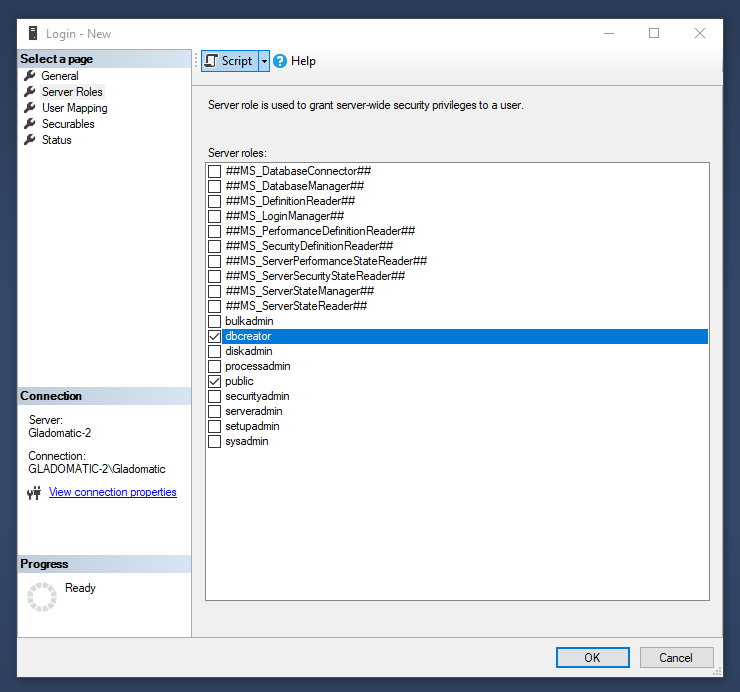 Login - New
Select a page
General
Server Roles
User Mapping
Securables
Status
Script
Help
Server role is used to grant server-wide security privileges to a user.
Server roles:
##MS_DatabaseConnector##
##MS_DatabaseManager##
##MS_DefinitionReader##
##MS_LoginManager##
##MS_PerformanceDefinitionReader##
##MS_SecurityDefinitionReader##
##MS_ServerPerformanceStateReader##
##MS_ServerSecurityStateReader##
##MS_ServerStateManager##
##MS_ServerStateReader##
bulkadmin
dbcreator
diskadmin
processadmin
public
securityadmin
serveradmin
setupadmin
sysadmin
Connection
Server:
Gladomatic-2
Connection:
GLADOMATIC-2\Gladomatic
View connection properties
Progress
Ready
OK
Cancel